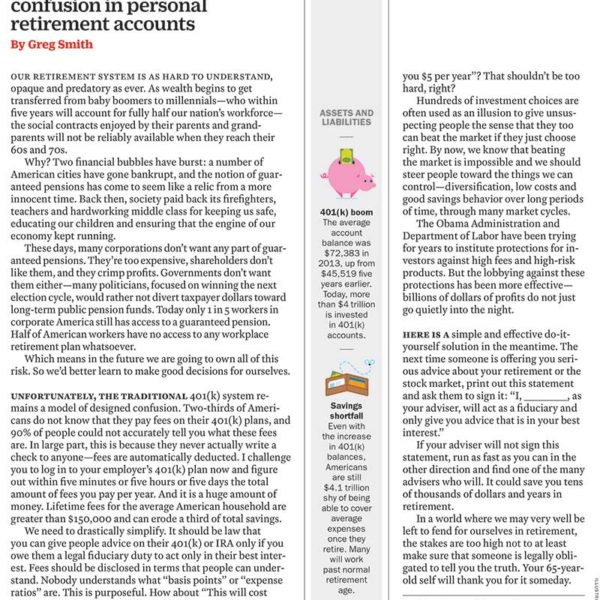 confusion in personal
retirement accounts
By Greg Smith
OUR RETIREMENT SYSTEM IS AS HARD TO UNDERSTAND,
opaque and predatory as ever. As wealth begins to get
transferred from baby boomers to millennials—who within
five years will account for fully half our nation's workforce—
the social contracts enjoyed by their parents and grand-
parents will not be reliably available when they reach their
60s and 70s.
Why? Two financial bubbles have burst: a number of
American cities have gone bankrupt, and the notion of guar-
anteed pensions has come to seem like a relic from a more
innocent time. Back then, society paid back its firefighters,
teachers and hardworking middle class for keeping us safe,
educating our children and ensuring that the engine of our
economy kept running.
These days, many corporations don't want any part of guar-
anteed pensions. They're too expensive, shareholders don't
like them, and they crimp profits. Governments don't want
them either—many politicians, focused on winning the next
election cycle, would rather not divert taxpayer dollars toward
long-term public pension funds. Today only 1 in 5 workers in
corporate America still has access to a guaranteed pension.
Half of American workers have no access to any workplace
retirement plan whatsoever.
Which means in the future we are going to own all of this
risk. So we'd better learn to make good decisions for ourselves.
UNFORTUNATELY, THE TRADITIONAL 401(k) system re-
mains a model of designed confusion. Two-thirds of Ameri-
cans do not know that they pay fees on their 401(k) plans, and
90% of people could not accurately tell you what these fees
are. In large part, this is because they never actually write a
check to anyone—fees are automatically deducted. I challenge
you to log in to your employer's 401(k) plan now and figure
out within five minutes or five hours or five days the total
amount of fees you pay per year. And it is a huge amount of
money. Lifetime fees for the average American household are
greater than $150,000 and can erode a third of total savings.
We need to drastically simplify. It should be law that
you can give people advice on their 401(k) or IRA only if you
owe them a legal fiduciary duty to act only in their best inter-
est. Fees should be disclosed in terms that people can under-
stand. Nobody understands what "basis points" or "expense
ratios" are. This is purposeful. How about "This will cost
ASSETS AND
LIABILITIES
401(k) boom
The average
account
balance was
$72,383 in
2013, up from
$45,519 five
years earlier.
Today, more
than $4 trillion
is invested
in 401(k)
accounts.
Savings
shortfall
Even with
the increase
in 401(k)
balances,
Americans
are still
$4.1 trillion
shy of being
able to cover
average
expenses
once they
retire. Many
will work
past normal
retirement
age.
you $5 per year"? That shouldn't be too
hard, right?
Hundreds of investment choices are
often used as an illusion to give unsus-
pecting people the sense that they too
can beat the market if they just choose
right. By now, we know that beating
the market is impossible and we should
steer people toward the things we can
control—diversification, low costs and
good savings behavior over long periods
of time, through many market cycles.
The Obama Administration and
Department of Labor have been trying
for years to institute protections for in-
vestors against high fees and high-risk
products. But the lobbying against these
protections has been more effective—
billions of dollars of profits do not just
go quietly into the night.
HERE IS A simple and effective do-it-
yourself solution in the meantime. The
next time someone is offering you seri-
ous advice about your retirement or the
stock market, print out this statement
and ask them to sign it: "I, _______, as
your adviser, will act as a fiduciary and
only give you advice that is in your best
interest."
If your adviser will not sign this
statement, run as fast as you can in the
other direction and find one of the many
advisers who will. It could save you tens
of thousands of dollars and years in
retirement.
In a world where we may very well be
left to fend for ourselves in retirement,
the stakes are too high not to at least
make sure that someone is legally obli-
gated to tell you the truth. Your 65-year-
old self will thank you for it someday.